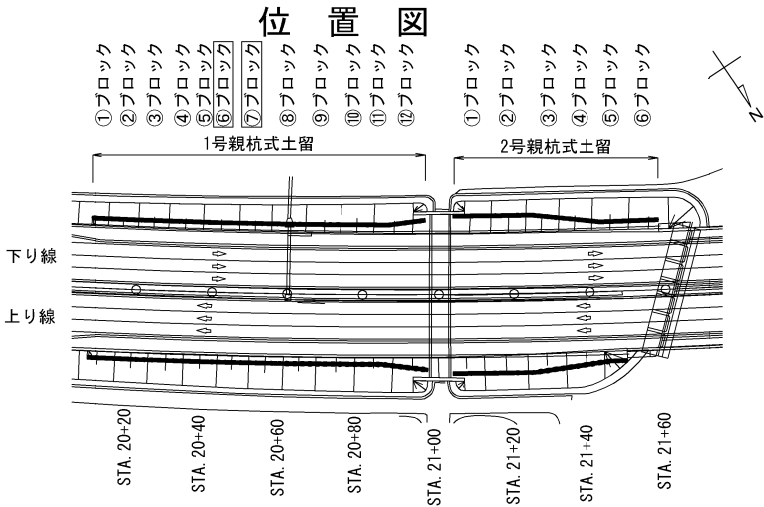 位置図
①ブロック
②ブロック
③ブロック
④ブロック
⑤ブロック
⑥ブロック
⑦ブロック
⑧ブロック
⑨ブロック
⑩ブロック
⑪ブロック
⑫ブロック
①ブロック
②ブロック
③ブロック
④ブロック
⑤ブロック
⑥ブロック
N
1号親杭式土留
2号親杭式土留
下り線
上り線
STA. 20+20
STA. 20+40
STA. 20+60
STA. 20+80
STA. 21+00
STA. 21+20
STA. 21+40
STA. 21+60